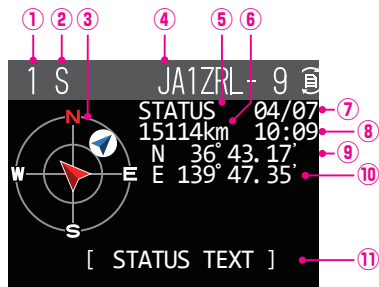 ① ② ③ ④ ⑤ ⑥
1 S JA1ZRL- 9
STATUS 04/07 ⑦
15114km 10:09 ⑧
N 36°43.17' ⑨
E 139°47.35' ⑩
N
W E
S
[ STATUS TEXT ] ⑪